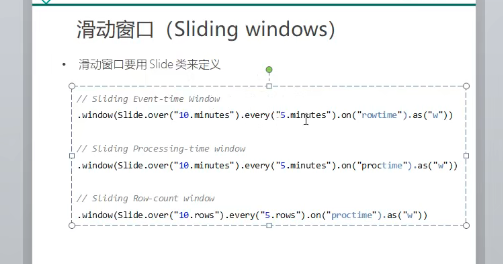 滑动窗口（Sliding windows）
• 滑动窗口要用 Slide 类来定义
// Sliding Event-time Window
.window(Slide.over("10.minutes").every("5.minutes").on("rowtime").as("w"))
// Sliding Processing-time window
.window(Slide.over("10.minutes").every("5.minutes").on("proctime").as("w"))
// Sliding Row-count window
.window(Slide.over("10.rows").every("5.rows").on("proctime").as("w"))